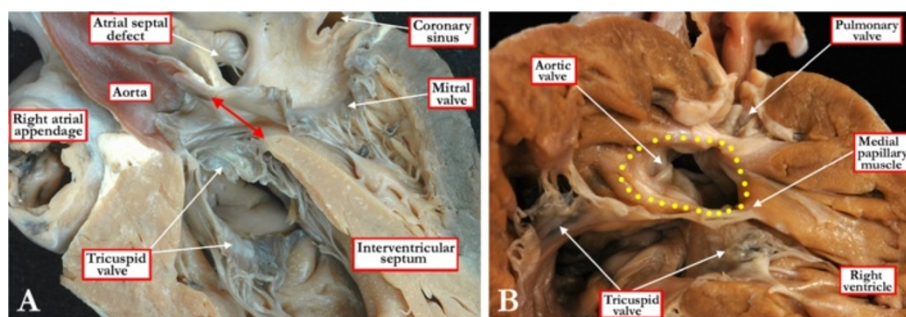 Atrial septal
defect
Coronary
sinus
Aorta
Mitral
valve
Right atrial
appendage
Tricuspid
valve
Interventricular
septum
A
Pulmonary
valve
Aortic
valve
Medial
papillary
muscle
Tricuspid
valve
Right
ventricle
B